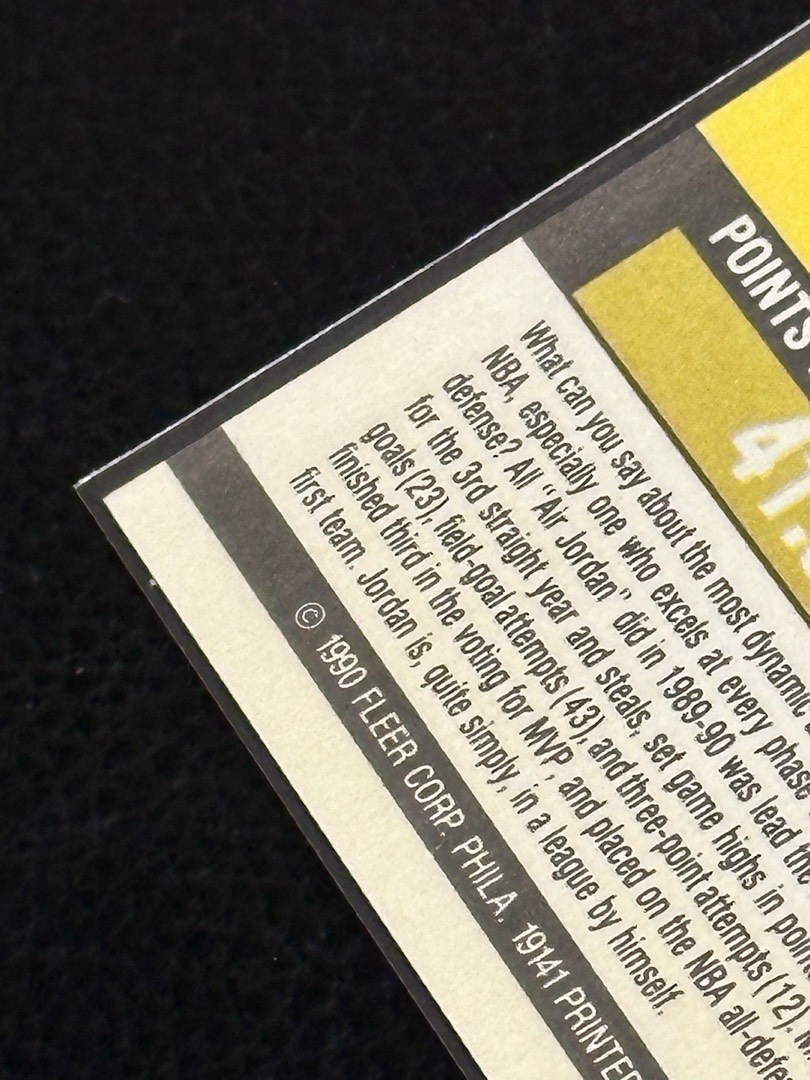 POINTS
47.
What can you say about the most dynamic
NBA, especially one who excels at every phase
defense? All "Air Jordan" did in 1989-90 was lead the
for the 3rd straight year and steals, set game highs in
goals (23), field-goal attempts (43), and three-point attempts (12),
finished third in the voting for MVP, and placed on the NBA
first team. Jordan is, quite simply, in a league by himself.
© 1990 FLEER CORP. PHILA. 19141 PRINTED